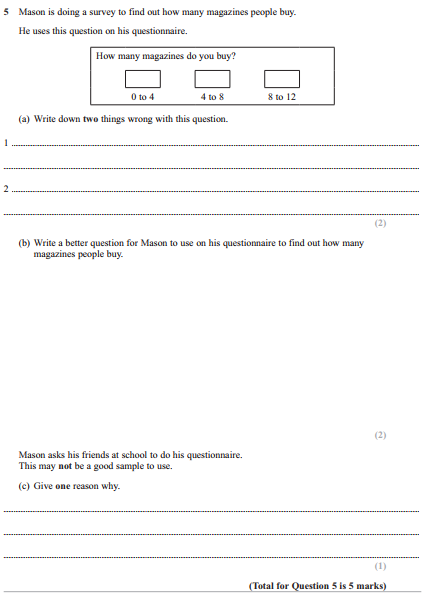 5 Mason is doing a survey to find out how many magazines people buy.
He uses this question on his questionnaire.
How many magazines do you buy?
0 to 4 4 to 8 8 to 12
(a) Write down two things wrong with this question.
1
2
(2)
(b) Write a better question for Mason to use on his questionnaire to find out how many
magazines people buy.
(2)
Mason asks his friends at school to do his questionnaire.
This may not be a good sample to use.
(c) Give one reason why.
(1)
(Total for Question 5 is 5 marks)